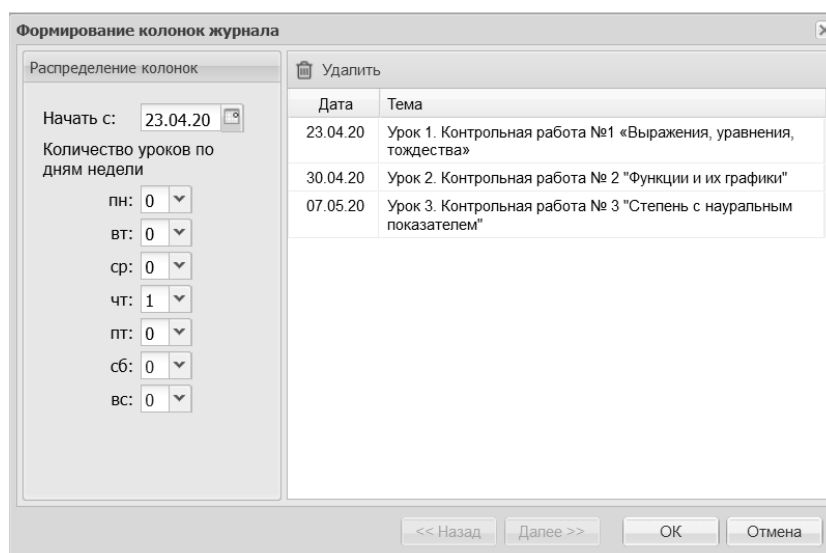 Формирование колонок журнала
Распределение колонок
Начать с: 23.04.20
Количество уроков по
дням недели
пн: 0
вт: 0
ср: 0
чт: 1
пт: 0
сб: 0
вс: 0
Удалить
Дата Тема
23.04.20 Урок 1. Контрольная работа №1 «Выражения, уравнения,
тождества»
30.04.20 Урок 2. Контрольная работа № 2 "Функции и их графики"
07.05.20 Урок 3. Контрольная работа № 3 "Степень с науральным
показателем"
<< Назад Далее >> ОК Отмена